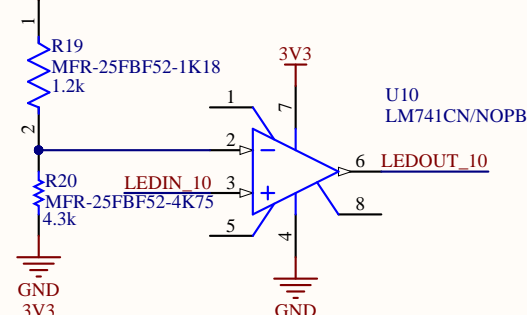 1
R19
MFR-25FBF52-1K18
1.2k
2
R20
MFR-25FBF52-4K75
4.3k
GND
3V3
LEDIN_10
3V3
7
1
2
3
5
4
6
8
GND
U10
LM741CN/NOPB
LEDOUT_10